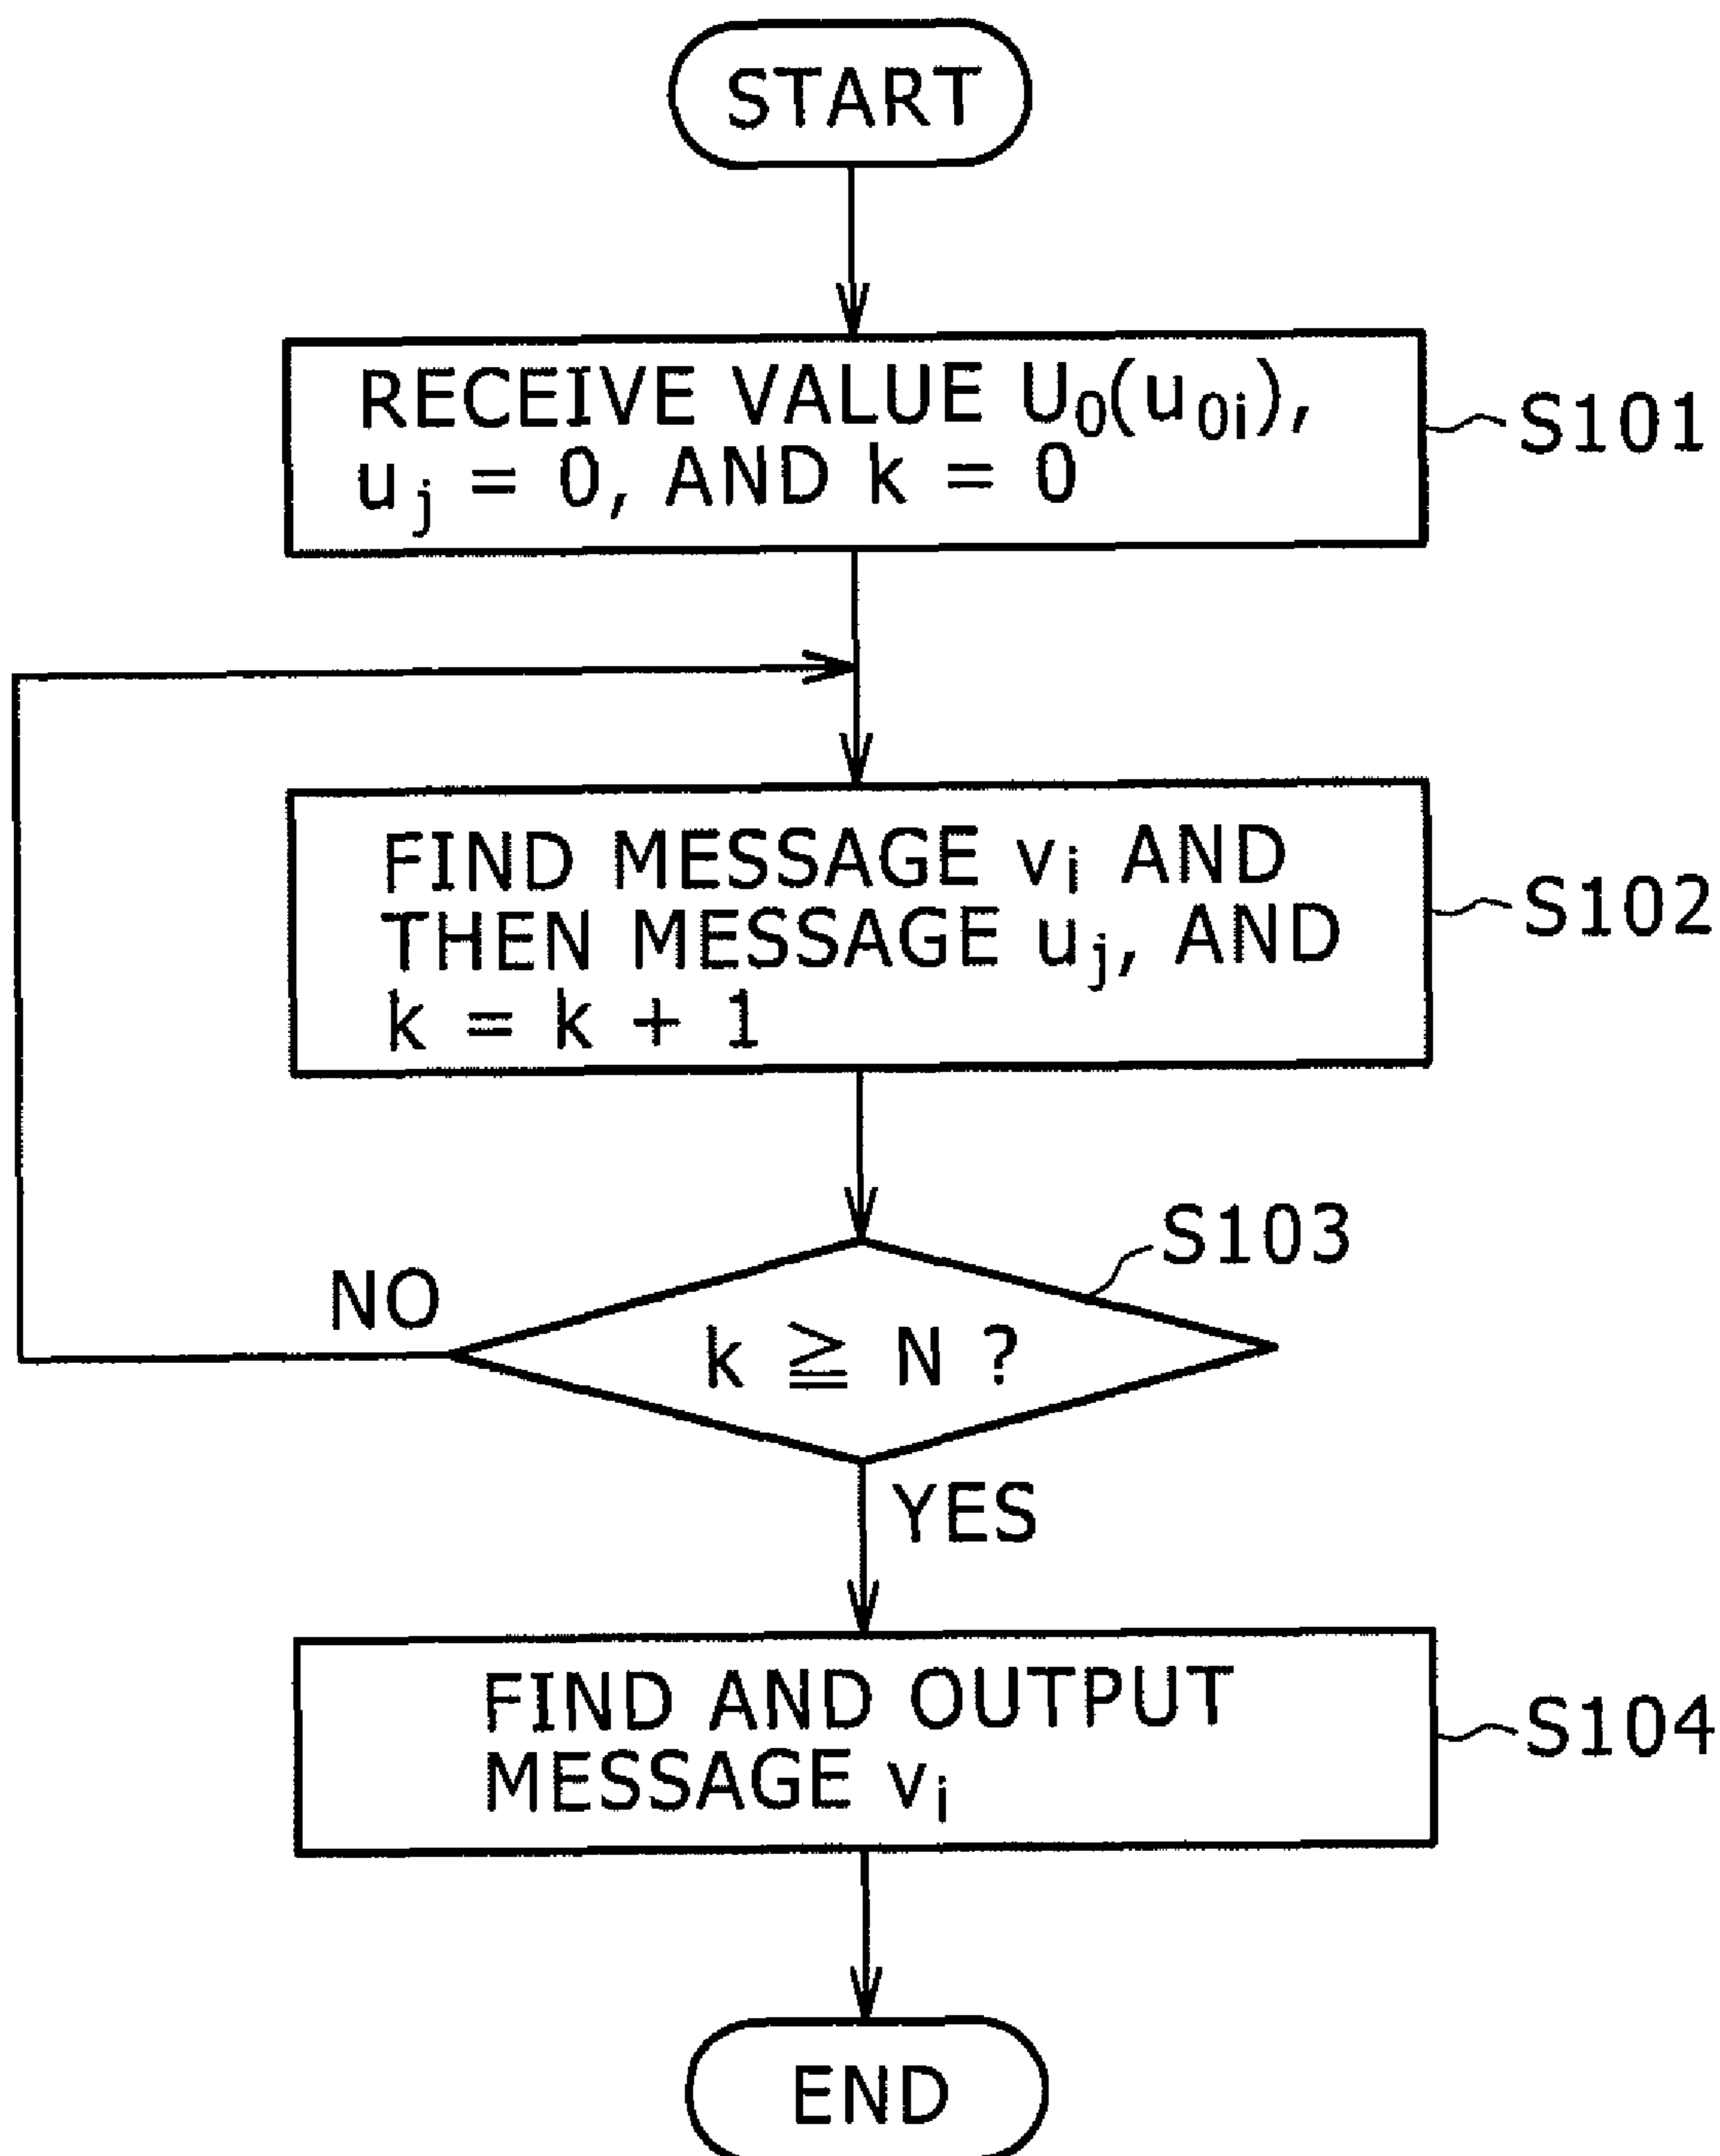 START
RECEIVE VALUE U₀(u₀ᵢ),
uⱼ = 0, AND k = 0
S101
FIND MESSAGE vᵢ AND
THEN MESSAGE uⱼ, AND
k = k + 1
S102
S103
NO
k ≧ N ?
YES
FIND AND OUTPUT
MESSAGE vᵢ
S104
END